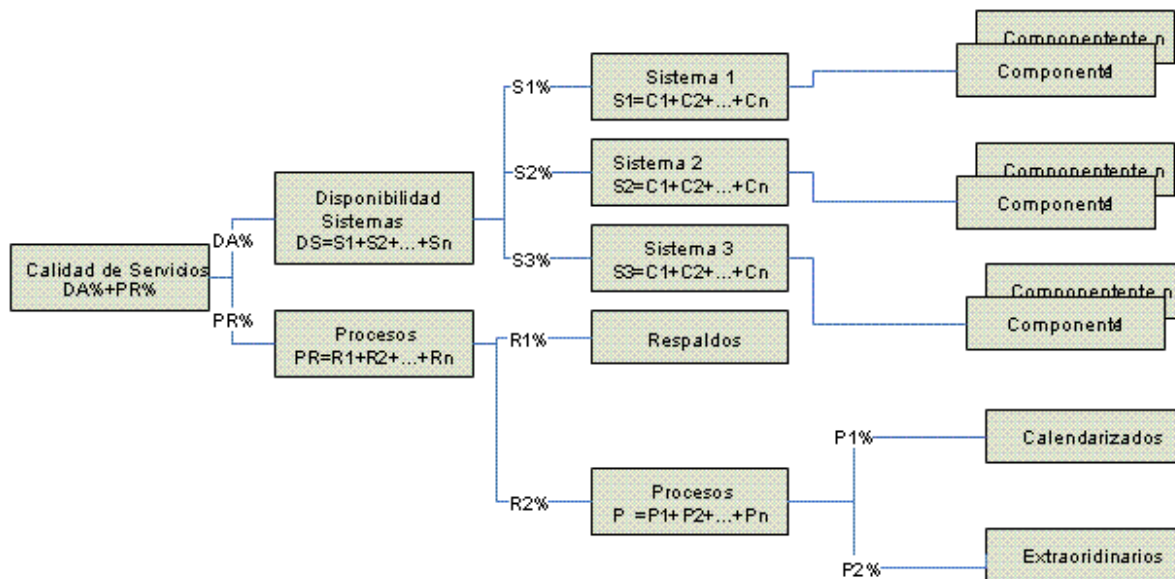 Componentente n
Componente1
Sistema 1
S1=C1+C2+...+Cn
S1%
Componentente n
Componente1
Sistema 2
S2=C1+C2+...+Cn
S2%
Disponibilidad
Sistemas
DS=S1+S2+...+Sn
DA%
Sistema 3
S3=C1+C2+...+Cn
S3%
Calidad de Servicios
DA%+PR%
Componentente n
Componente1
PR%
Procesos
PR=R1+R2+...+Rn
R1%
Respaldos
P1%
Calendarizados
R2%
Procesos
P =P1+P2+...+Pn
P2%
Extraoridinarios